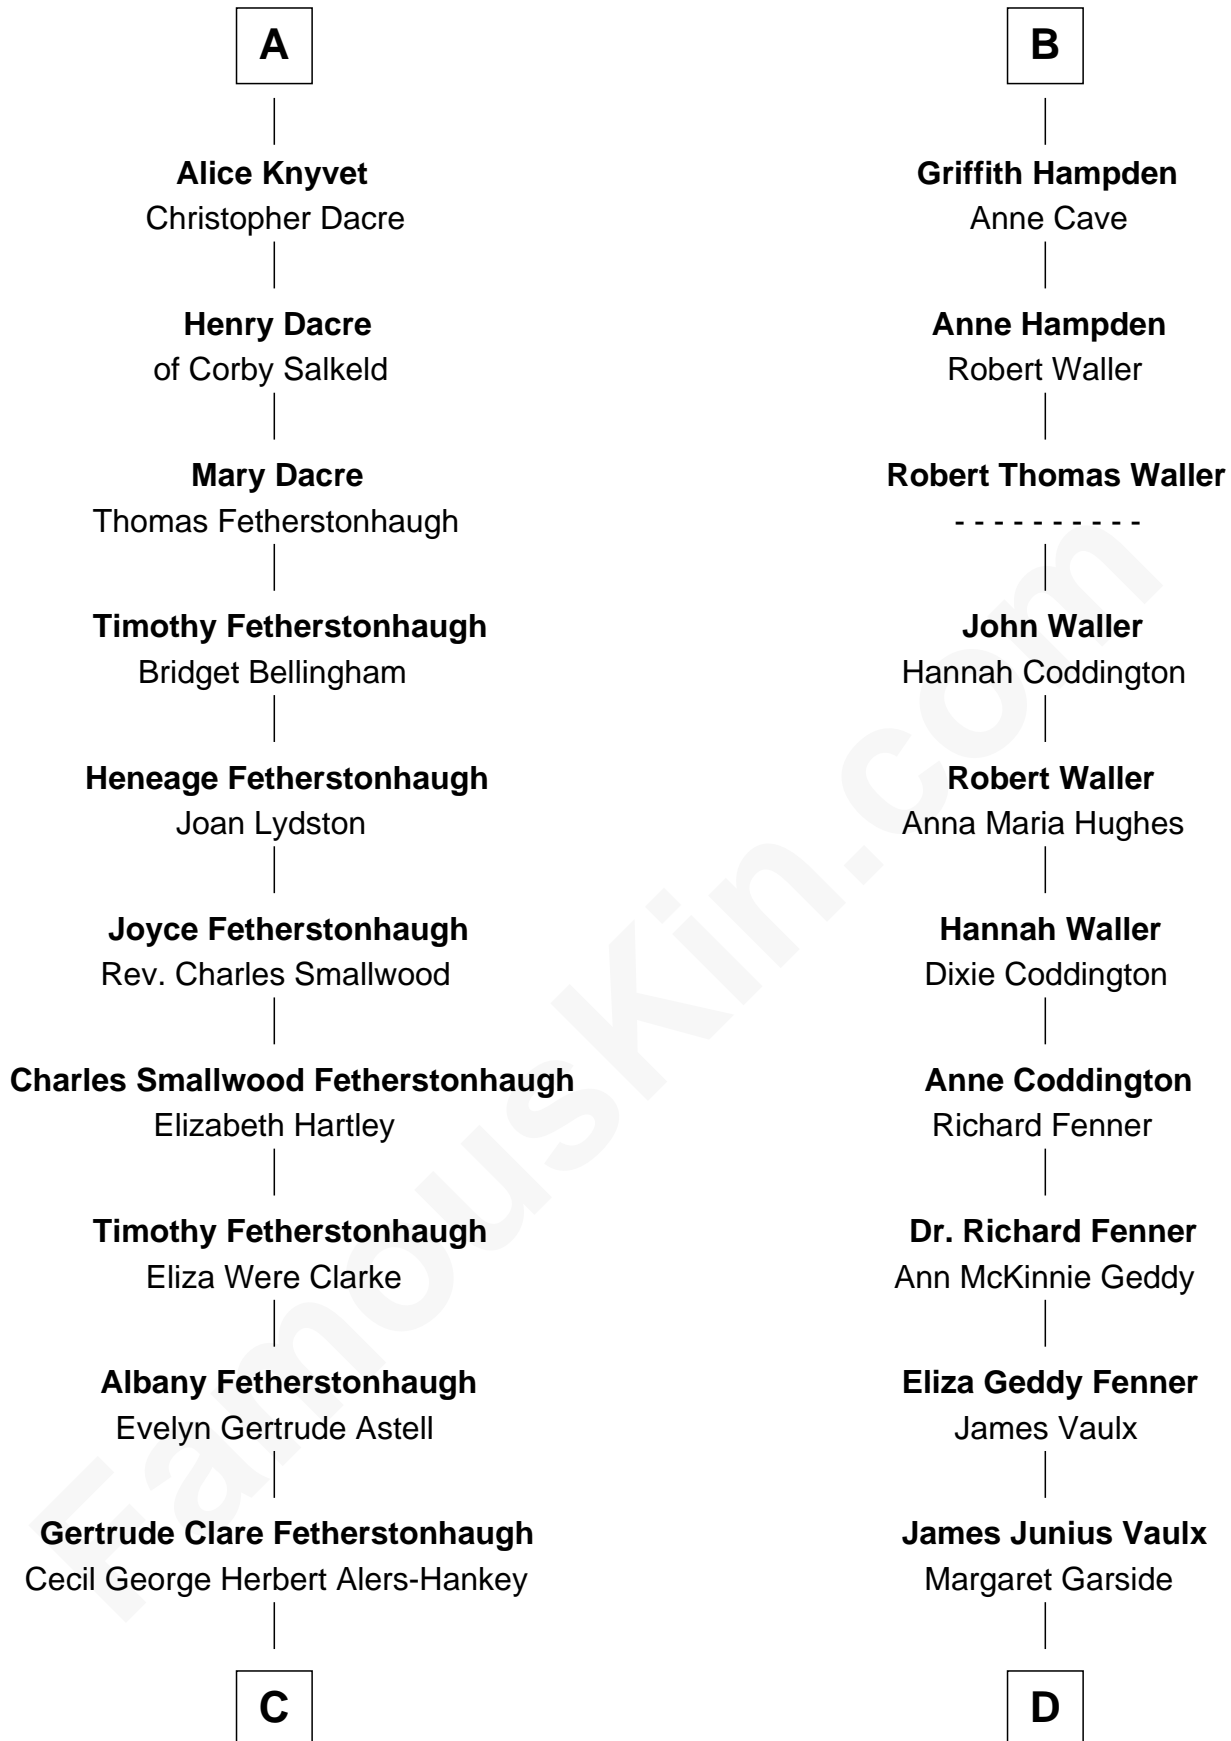 A
Alice Knyvet
Christopher Dacre
Henry Dacre
of Corby Salkeld
Mary Dacre
Thomas Fetherstonhaugh
Timothy Fetherstonhaugh
Bridget Bellingham
Heneage Fetherstonhaugh
Joan Lydston
Joyce Fetherstonhaugh
Rev. Charles Smallwood
Charles Smallwood Fetherstonhaugh
Elizabeth Hartley
Timothy Fetherstonhaugh
Eliza Were Clarke
Albany Fetherstonhaugh
Evelyn Gertrude Astell
Gertrude Clare Fetherstonhaugh
Cecil George Herbert Alers-Hankey
C
B
Griffith Hampden
Anne Cave
Anne Hampden
Robert Waller
Robert Thomas Waller
- - - - - - - - - -
John Waller
Hannah Coddington
Robert Waller
Anna Maria Hughes
Hannah Waller
Dixie Coddington
Anne Coddington
Richard Fenner
Dr. Richard Fenner
Ann McKinnie Geddy
Eliza Geddy Fenner
James Vaulx
James Junius Vaulx
Margaret Garside
D
FamousKin.com